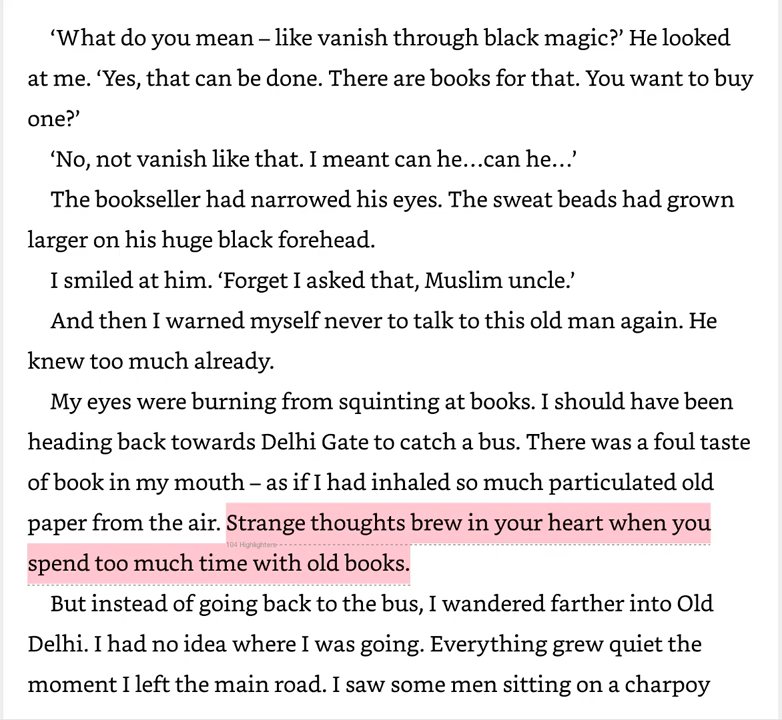 ‘What do you mean – like vanish through black magic?’ He looked
at me. ‘Yes, that can be done. There are books for that. You want to buy
one?’
‘No, not vanish like that. I meant can he…can he…’
The bookseller had narrowed his eyes. The sweat beads had grown
larger on his huge black forehead.
I smiled at him. ‘Forget I asked that, Muslim uncle.’
And then I warned myself never to talk to this old man again. He
knew too much already.
My eyes were burning from squinting at books. I should have been
heading back towards Delhi Gate to catch a bus. There was a foul taste
of book in my mouth – as if I had inhaled so much particulated old
paper from the air. Strange thoughts brew in your heart when you
104 Highlighters
spend too much time with old books.
But instead of going back to the bus, I wandered farther into Old
Delhi. I had no idea where I was going. Everything grew quiet the
moment I left the main road. I saw some men sitting on a charpoy